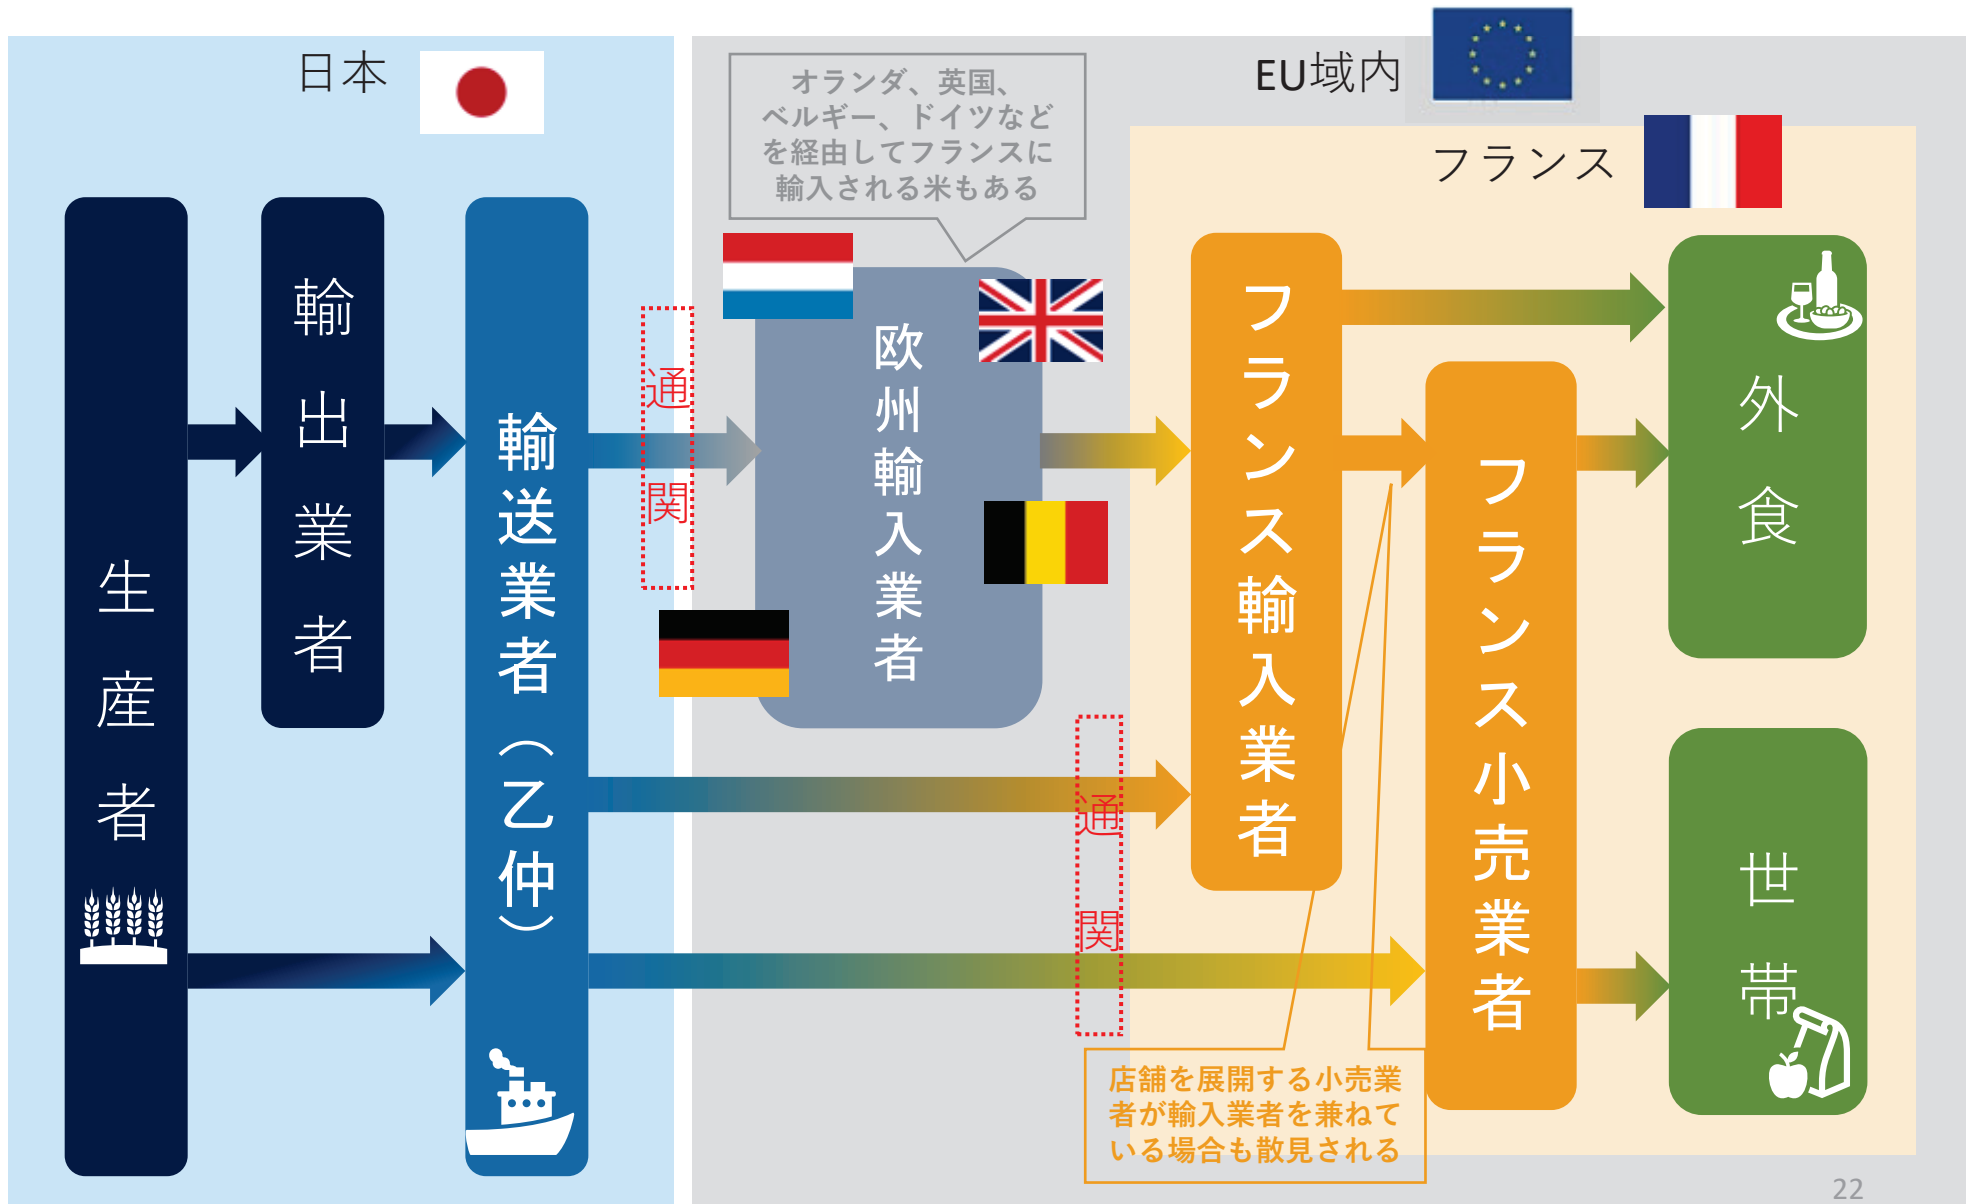 日本
EU域内
フランス
オランダ、英国、
ベルギー、ドイツなど
を経由してフランスに
輸入される米もある
生産者
輸出業者
輸送業者（乙仲）
通関
欧州輸入業者
通関
フランス輸入業者
フランス小売業者
外食
世帯
店舗を展開する小売業
者が輸入業者を兼ねて
いる場合も散見される
22